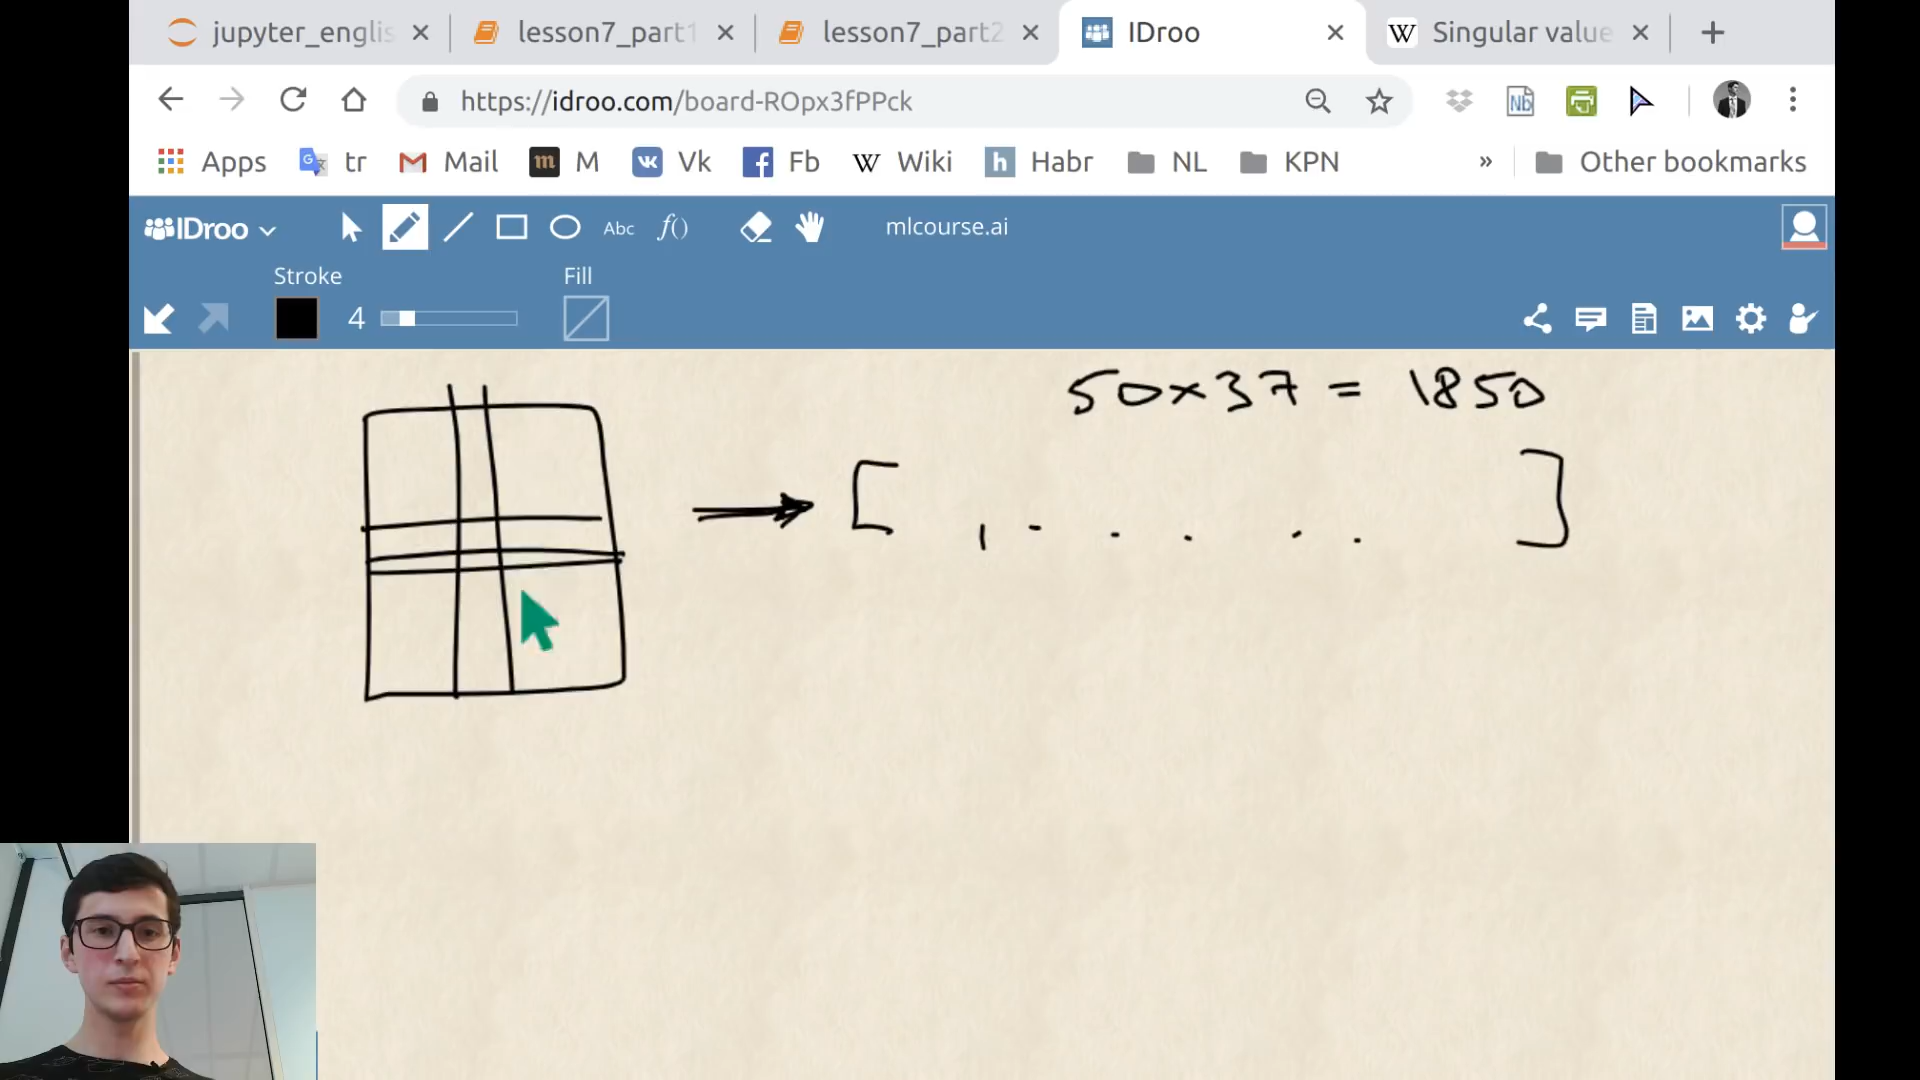 jupyter_englis lesson7_part1 lesson7_part2 IDroo W Singular value
https://idroo.com/board-ROpx3fPPck Nb
Apps G tr Mail m M Vk Fb W Wiki h Habr NL KPN » Other bookmarks
IDroo Abc f() mlcourse.ai
Stroke Fill
4
50×37 = 1850
[ , . . . . . ]